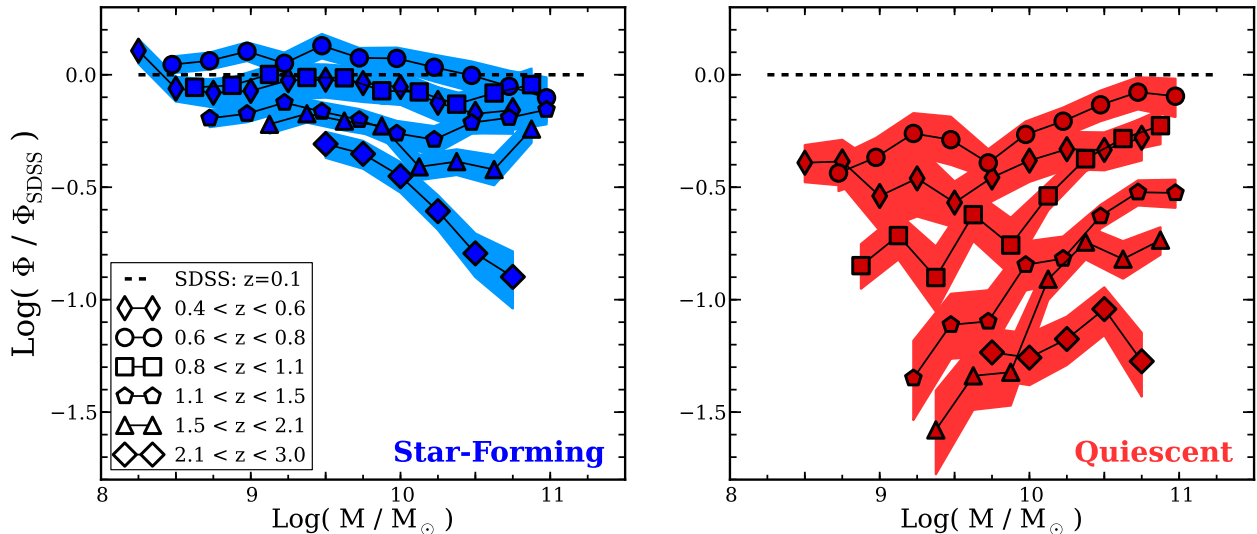 Log( Φ / Φ_SDSS )
0.0
−0.5
−1.0
−1.5
SDSS: z=0.1
0.4 < z < 0.6
0.6 < z < 0.8
0.8 < z < 1.1
1.1 < z < 1.5
1.5 < z < 2.1
2.1 < z < 3.0
Star-Forming
8 9 10 11
Log( M / M⊙ )
0.0
−0.5
−1.0
−1.5
Quiescent
8 9 10 11
Log( M / M⊙ )